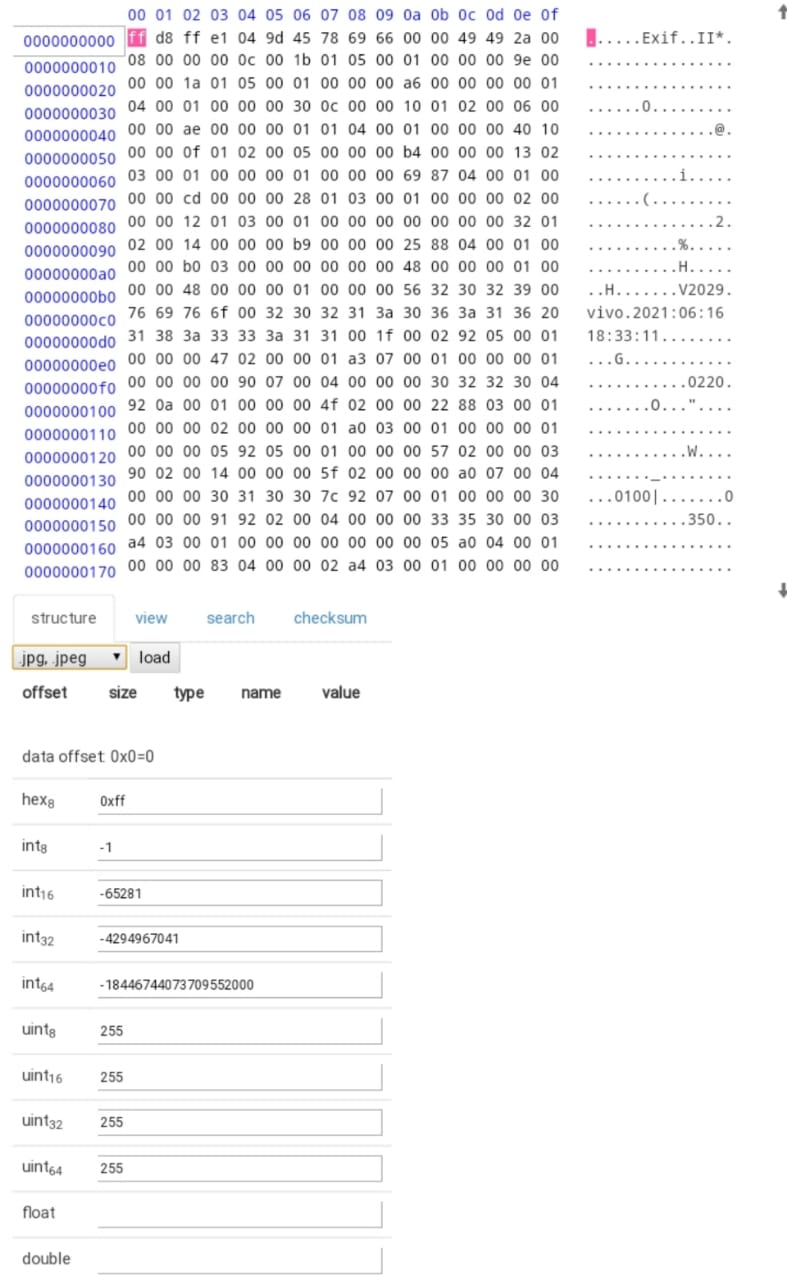 00 01 02 03 04 05 06 07 08 09 0a 0b 0c 0d 0e 0f
0000000000 ff d8 ff e1 04 9d 45 78 69 66 00 00 49 49 2a 00 ......Exif..II*.
0000000010 08 00 00 00 0c 00 1b 01 05 00 01 00 00 00 9e 00 ................
0000000020 00 00 1a 01 05 00 01 00 00 00 a6 00 00 00 00 01 ................
0000000030 04 00 01 00 00 00 30 0c 00 00 10 01 02 00 06 00 ......0.........
0000000040 00 00 ae 00 00 00 01 01 04 00 01 00 00 00 40 10 ..............@.
0000000050 00 00 0f 01 02 00 05 00 00 00 b4 00 00 00 13 02 ................
0000000060 03 00 01 00 00 00 01 00 00 00 69 87 04 00 01 00 ..........i.....
0000000070 00 00 cd 00 00 00 28 01 03 00 01 00 00 00 02 00 ......(.........
0000000080 00 00 12 01 03 00 01 00 00 00 00 00 00 00 32 01 ..............2.
0000000090 02 00 14 00 00 00 b9 00 00 00 25 88 04 00 01 00 ..........%.....
00000000a0 00 00 b0 03 00 00 00 00 00 00 48 00 00 00 01 00 ..........H.....
00000000b0 00 00 48 00 00 00 01 00 00 00 56 32 30 32 39 00 ..H.......V2029.
00000000c0 76 69 76 6f 00 32 30 32 31 3a 30 36 3a 31 36 20 vivo.2021:06:16
00000000d0 31 38 3a 33 33 3a 31 31 00 1f 00 02 92 05 00 01 18:33:11........
00000000e0 00 00 00 47 02 00 00 01 a3 07 00 01 00 00 00 01 ...G............
00000000f0 00 00 00 00 90 07 00 04 00 00 00 30 32 32 30 04 ...........0220.
0000000100 92 0a 00 01 00 00 00 4f 02 00 00 22 88 03 00 01 .......O..."....
0000000110 00 00 00 02 00 00 00 01 a0 03 00 01 00 00 00 01 ................
0000000120 00 00 00 05 92 05 00 01 00 00 00 57 02 00 00 03 ...........W....
0000000130 90 02 00 14 00 00 00 5f 02 00 00 00 a0 07 00 04 ......._........
0000000140 00 00 00 30 31 30 30 7c 92 07 00 01 00 00 00 30 ...0100|.......0
0000000150 00 00 00 91 92 02 00 04 00 00 00 33 35 30 00 03 ...........350..
0000000160 a4 03 00 01 00 00 00 00 00 00 00 05 a0 04 00 01 ................
0000000170 00 00 00 83 04 00 00 02 a4 03 00 01 00 00 00 00 ................
structure view search checksum
.jpg, .jpeg load
offset size type name value
data offset: 0x0=0
hex8 0xff
int8 -1
int16 -65281
int32 -4294967041
int64 -18446744073709552000
uint8 255
uint16 255
uint32 255
uint64 255
float
double